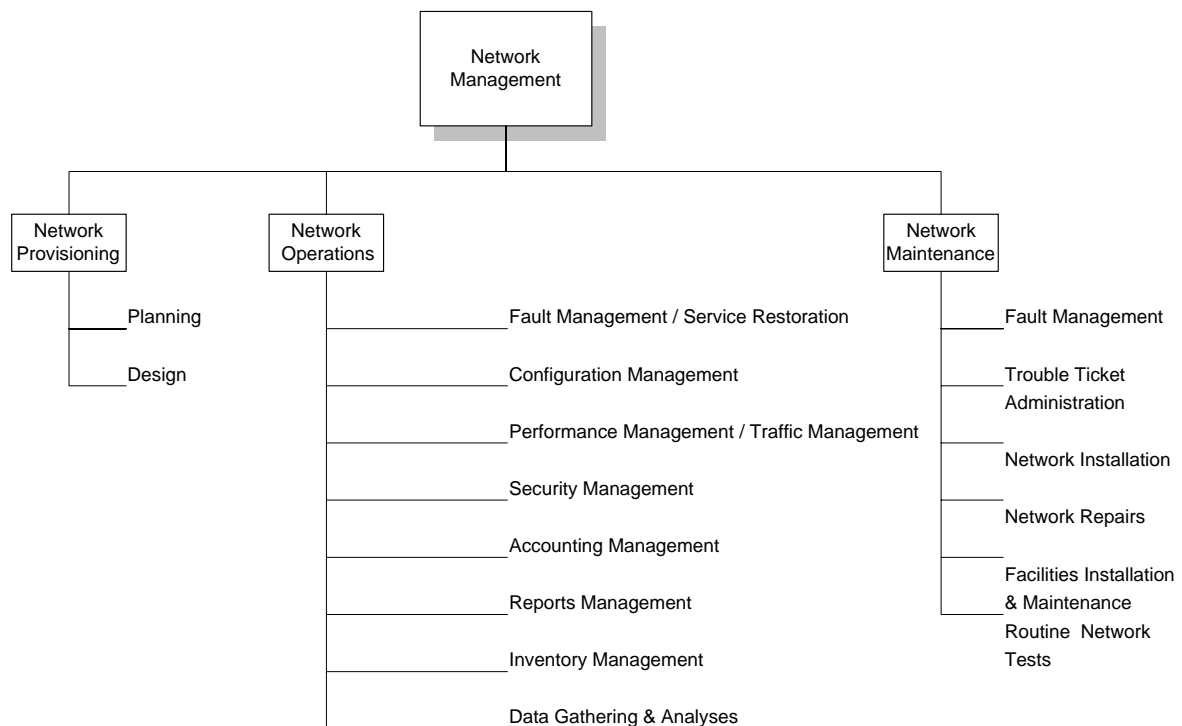 Network
Management
Network
Provisioning
Planning
Design
Network
Operations
Fault Management / Service Restoration
Configuration Management
Performance Management / Traffic Management
Security Management
Accounting Management
Reports Management
Inventory Management
Data Gathering & Analyses
Network
Maintenance
Fault Management
Trouble Ticket
Administration
Network Installation
Network Repairs
Facilities Installation
& Maintenance
Routine Network
Tests